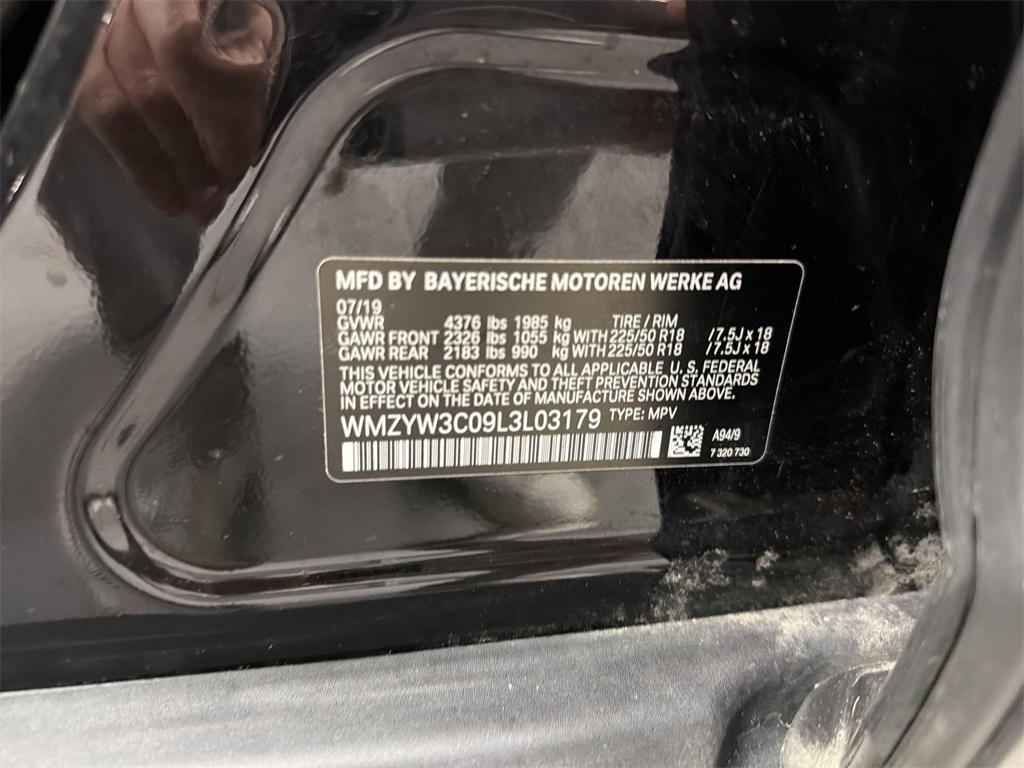 MFD BY BAYERISCHE MOTOREN WERKE AG
07/19
GVWR 4376 lbs 1985 kg TIRE / RIM
GAWR FRONT 2326 lbs 1055 kg WITH 225/50 R18 /7.5J x 18
GAWR REAR 2183 lbs 990 kg WITH 225/50 R18 /7.5J x 18
THIS VEHICLE CONFORMS TO ALL APPLICABLE U. S. FEDERAL
MOTOR VEHICLE SAFETY AND THEFT PREVENTION STANDARDS
IN EFFECT ON THE DATE OF MANUFACTURE SHOWN ABOVE.
WMZYW3C09L3L03179 TYPE: MPV
A94/9
7 320 730